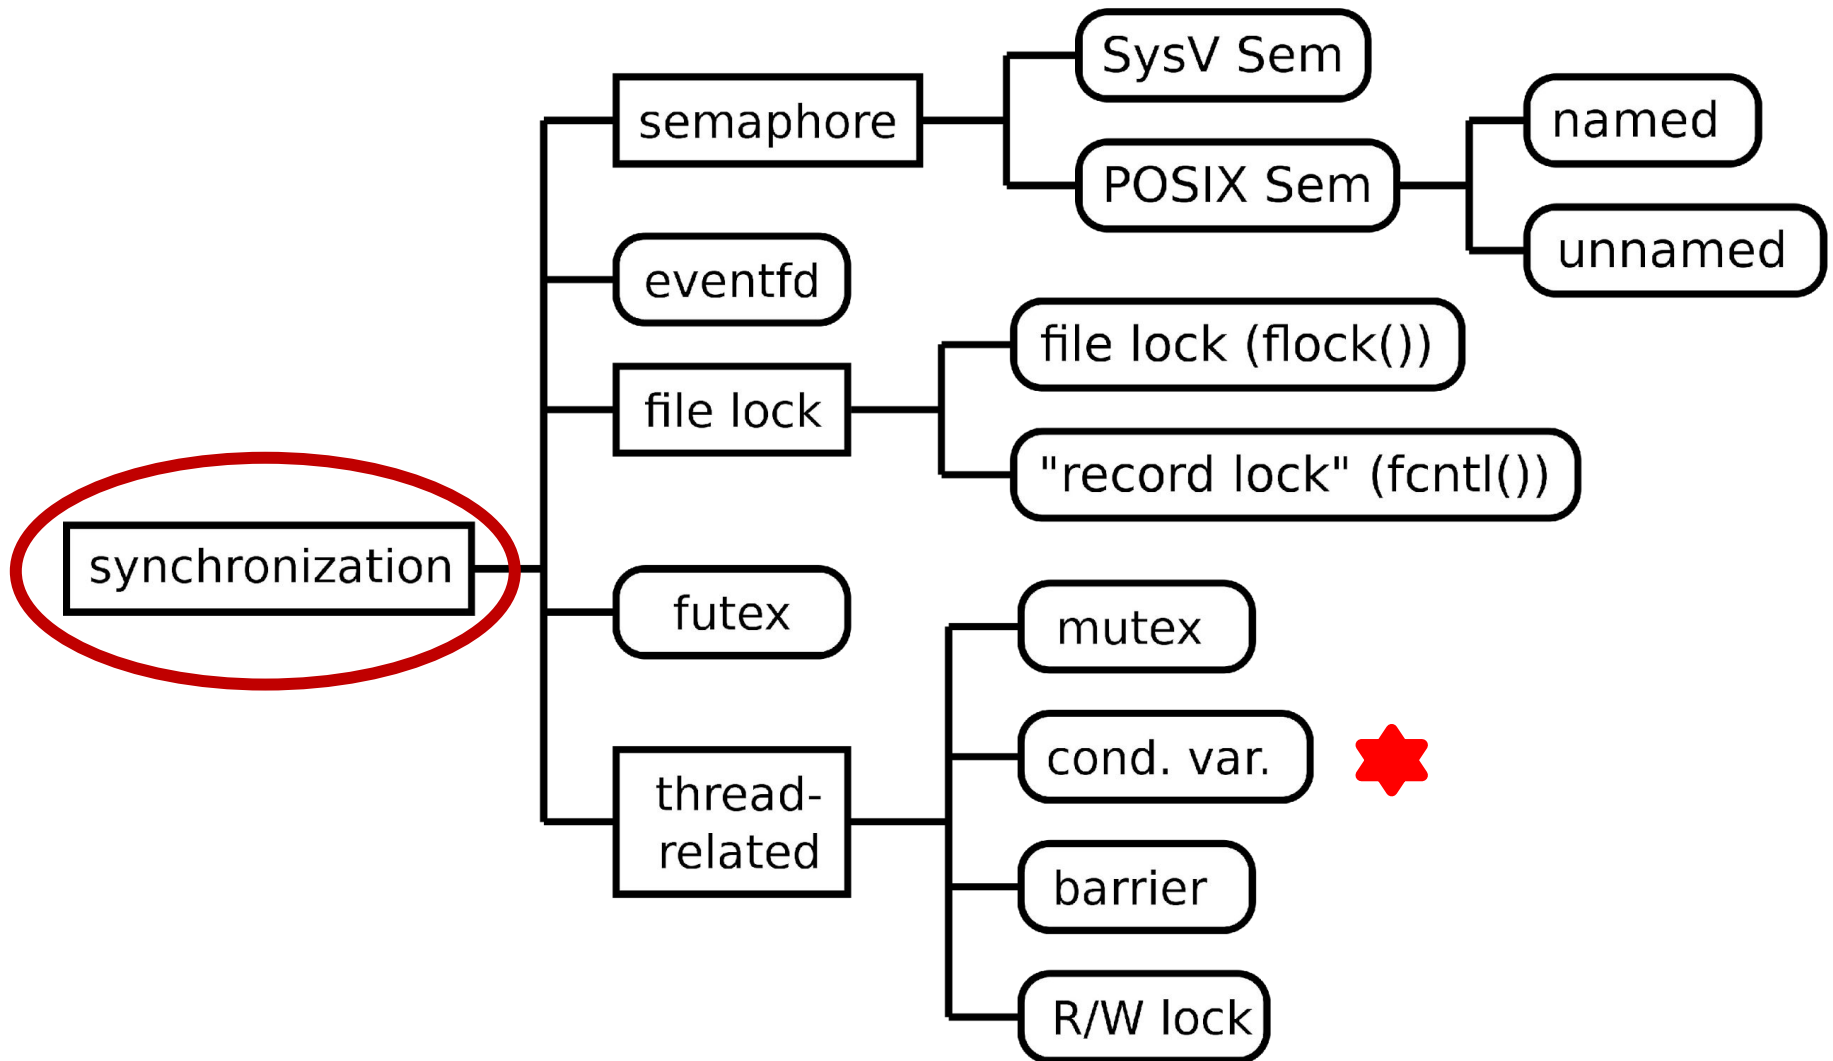 synchronization
semaphore
SysV Sem
POSIX Sem
named
unnamed
eventfd
file lock
file lock (flock())
"record lock" (fcntl())
futex
thread-
related
mutex
cond. var.
barrier
R/W lock